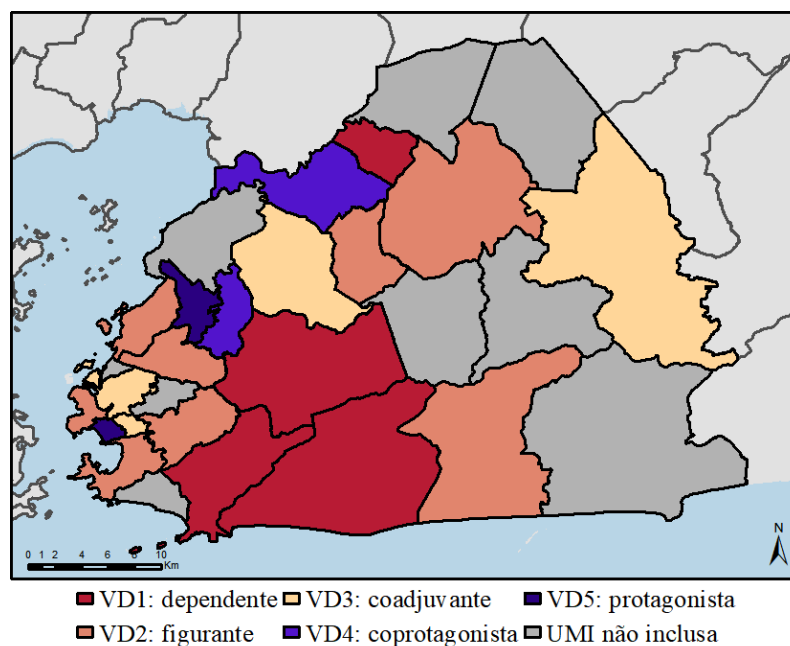 N
0 1 2 4 6 8 10
Km
VD1: dependente VD3: coadjuvante VD5: protagonista
VD2: figurante VD4: coprotagonista UMI não inclusa